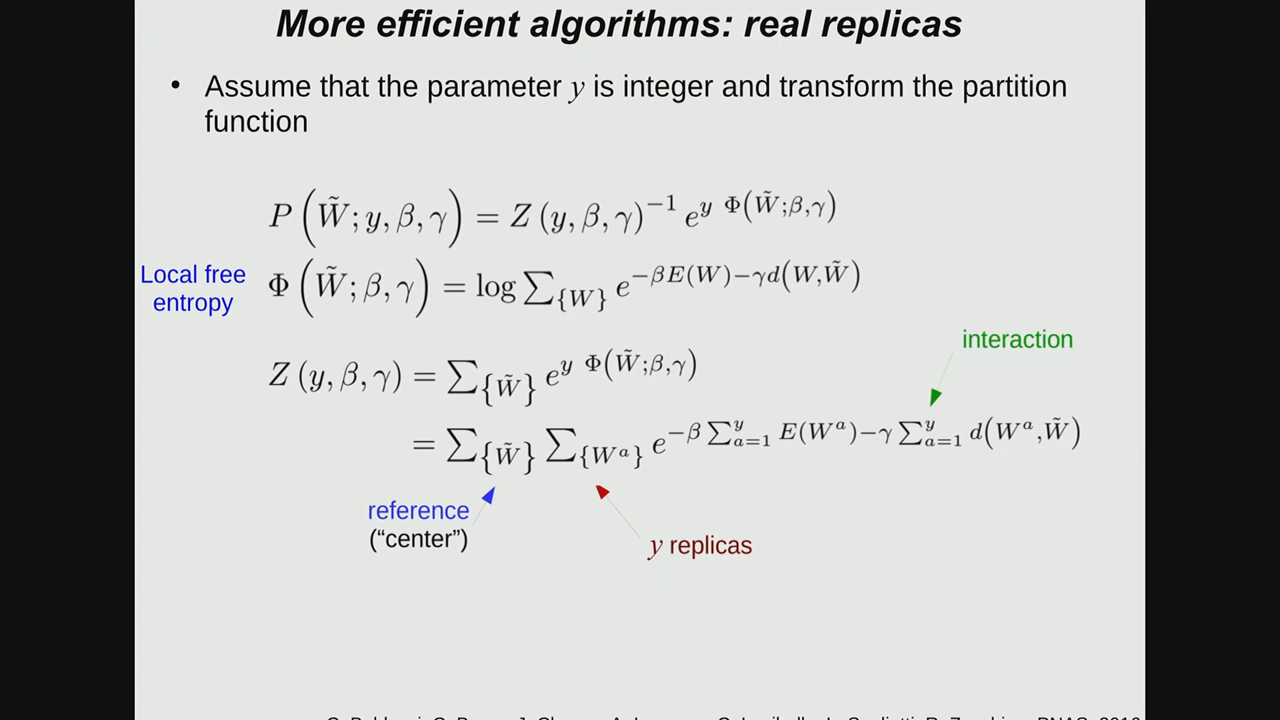 More efficient algorithms: real replicas
• Assume that the parameter y is integer and transform the partition
function
P(W̃; y, β, γ) = Z(y, β, γ)^{-1} e^{y Φ(W̃;β,γ)}
Local free
entropy
Φ(W̃; β, γ) = log ∑_{\{W\}} e^{-βE(W)-γd(W,W̃)}
interaction
Z(y, β, γ) = ∑_{\{W̃\}} e^{y Φ(W̃;β,γ)}
= ∑_{\{W̃\}} ∑_{\{W^a\}} e^{-β ∑_{a=1}^{y} E(W^a)-γ ∑_{a=1}^{y} d(W^a,W̃)}
reference
("center")
y replicas